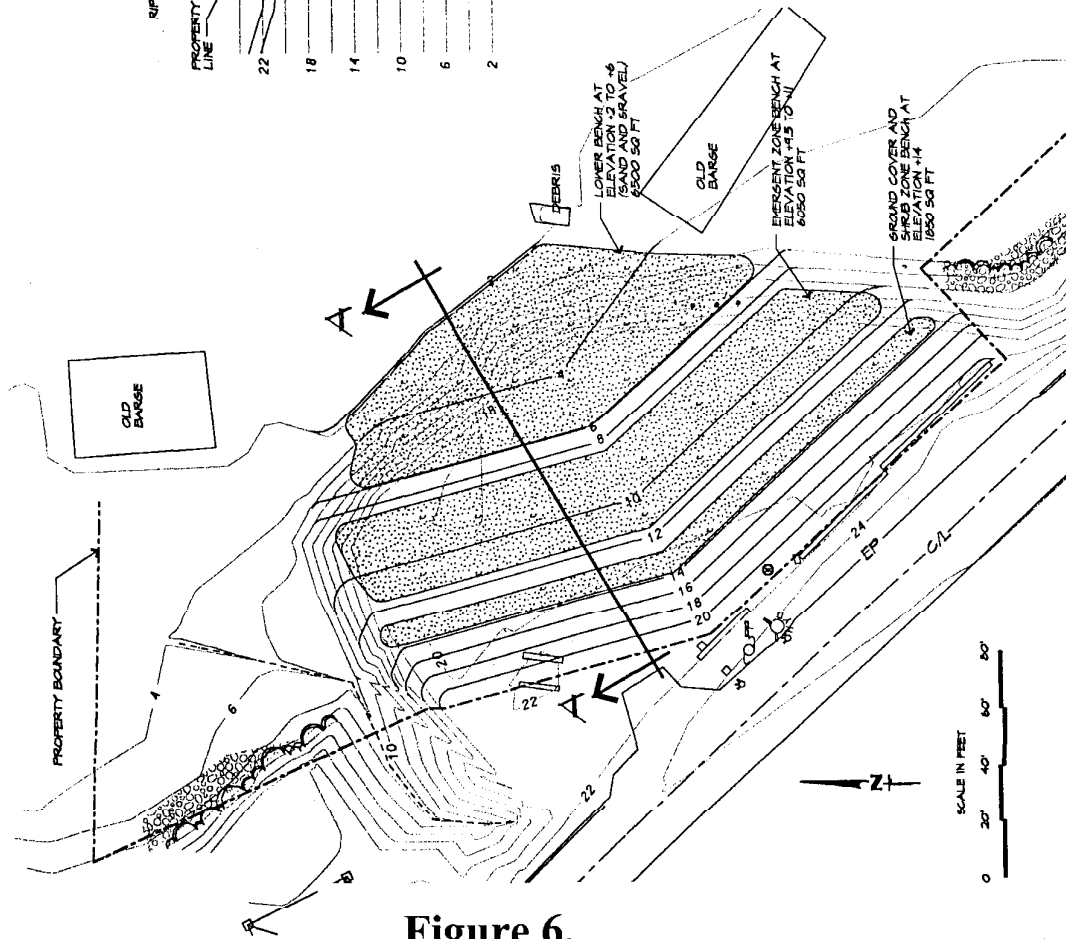 PROPERTY
LINE
22
18
14
10
6
2
LOWER BENCH AT
ELEVATION +2 TO +6
(SAND AND GRAVEL)
6500 SQ FT
OLD
BARGE
EMERGENT ZONE BENCH AT
ELEVATION +4.5 TO +11
6050 SQ FT
GROUND COVER AND
SHRUB ZONE BENCH AT
ELEVATION +14
1850 SQ FT
DEBRIS
A
OLD
BARGE
2
4
6
8
10
12
14
16
18
20
20
22
24
EP
C/L
PP
A
PROPERTY BOUNDARY
4
6
10
22
N
SCALE IN FEET
0
20'
40'
60'
80'
Figure 6.